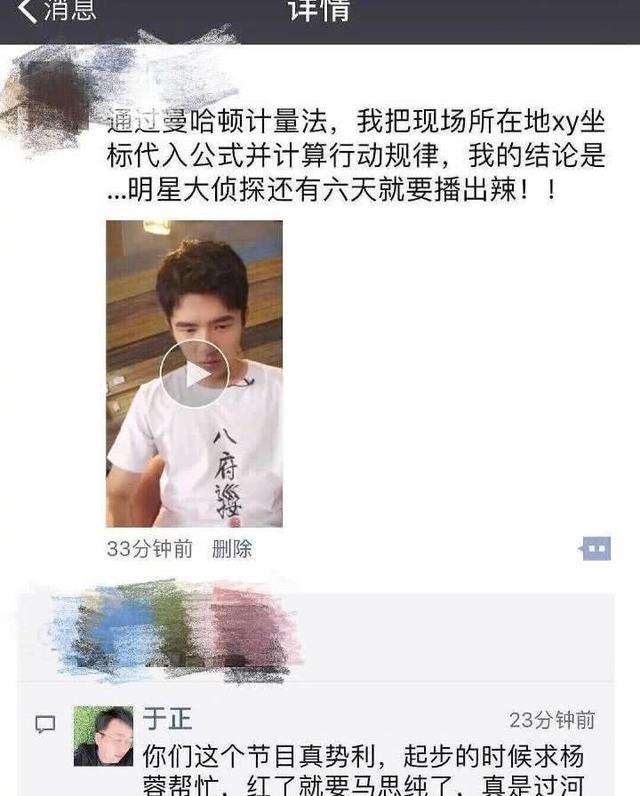 消息
详情
通过曼哈顿计量法，我把现场所在地xy坐
标代入公式并计算行动规律，我的结论是
...明星大侦探还有六天就要播出辣！！
八府巡按
33分钟前 删除
于正
23分钟前
你们这个节目真势利，起步的时候求杨
蓉帮忙，红了就要马思纯了，真是过河